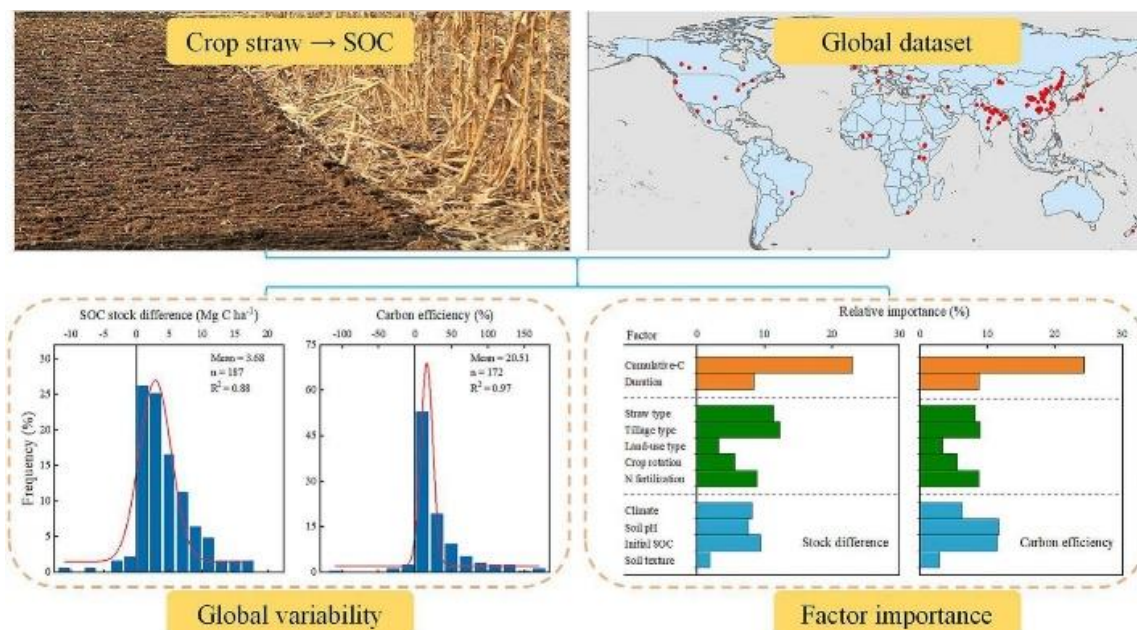 Crop straw → SOC
Global dataset
SOC stock difference (Mg C ha⁻¹)
-10 0 10 20
Mean = 3.68
n = 187
R² = 0.88
Frequency (%)
30
25
20
15
10
5
0
Carbon efficiency (%)
-100 -50 0 50 100 150
Mean = 20.51
n = 172
R² = 0.97
75
60
45
30
15
0
Global variability
Relative importance (%)
Factor
0 10 20 30
0 10 20 30
Cumulative-C
Duration
Straw type
Tillage type
Land-use type
Crop rotation
N fertilization
Climate
Soil pH
Initial SOC
Soil texture
Stock difference
Carbon efficiency
Factor importance